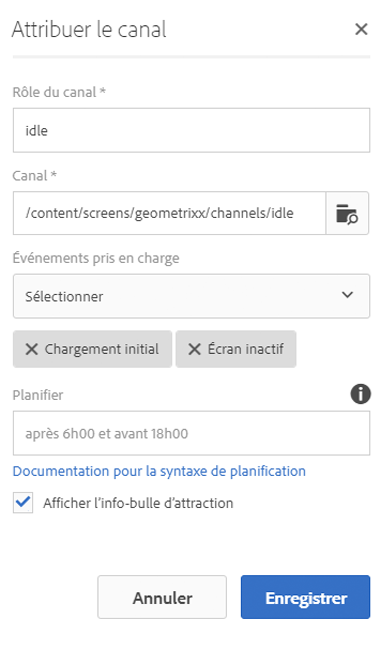 Attribuer le canal
Rôle du canal *
idle
Canal *
/content/screens/geometrixx/channels/idle
Événements pris en charge
Sélectionner
Chargement initial
Écran inactif
Planifier
après 6h00 et avant 18h00
Documentation pour la syntaxe de planification
Afficher l’info-bulle d’attraction
Annuler
Enregistrer